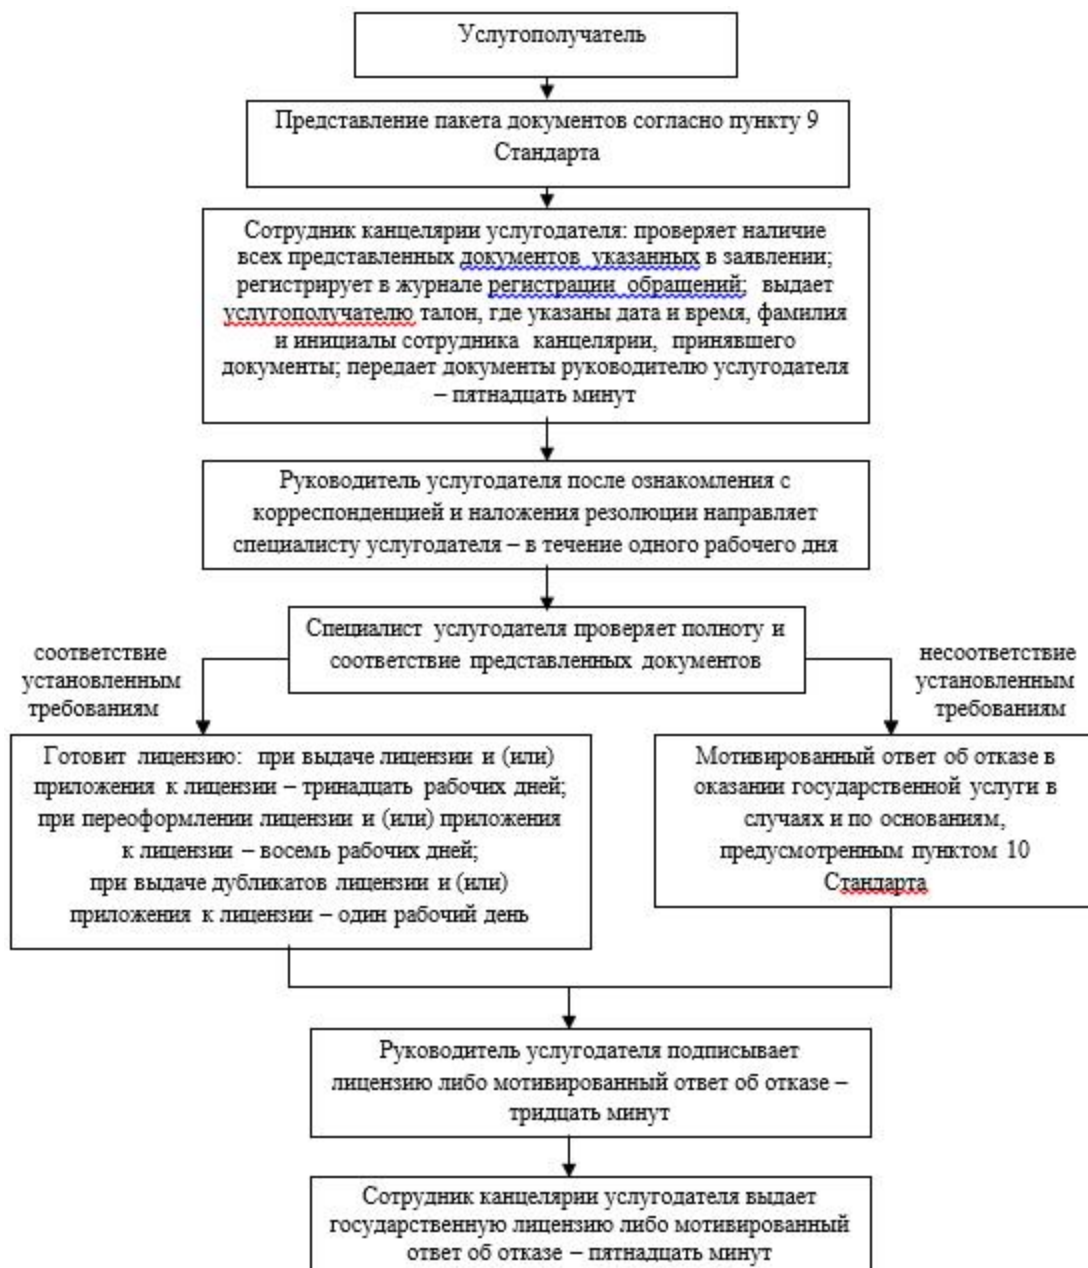 Услугополучатель
Представление пакета документов согласно пункту 9
Стандарта
Сотрудник канцелярии услугодателя: проверяет наличие
всех представленных документов указанных в заявлении;
регистрирует в журнале регистрации обращений; выдает
услугополучателю талон, где указаны дата и время, фамилия
и инициалы сотрудника канцелярии, принявшего
документы; передает документы руководителю услугодателя
– пятнадцать минут
Руководитель услугодателя после ознакомления с
корреспонденцией и наложения резолюции направляет
специалисту услугодателя – в течение одного рабочего дня
Специалист услугодателя проверяет полноту и
соответствие представленных документов
соответствие
установленным
требованиям
несоответствие
установленным
требованиям
Готовит лицензию: при выдаче лицензии и (или)
приложения к лицензии – тринадцать рабочих дней;
при переоформлении лицензии и (или) приложения
к лицензии – восемь рабочих дней;
при выдаче дубликатов лицензии и (или)
приложения к лицензии – один рабочий день
Мотивированный ответ об отказе в
оказании государственной услуги в
случаях и по основаниям,
предусмотренным пунктом 10
Стандарта
Руководитель услугодателя подписывает
лицензию либо мотивированный ответ об отказе –
тридцать минут
Сотрудник канцелярии услугодателя выдает
государственную лицензию либо мотивированный
ответ об отказе – пятнадцать минут